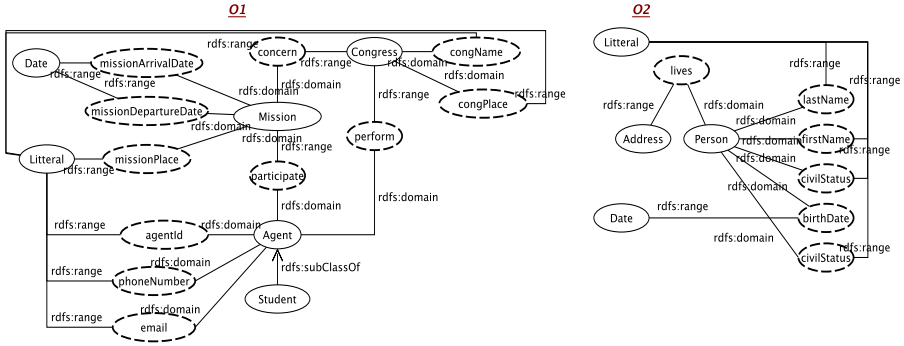 O1
O2
rdfs:range
concern
rdfs:range
Congress
rdfs:domain
congName
rdfs:domain
congPlace
rdfs:range
Date
rdfs:range
missionArrivalDate
rdfs:range
missionDepartureDate
rdfs:domain
rdfs:domain
Mission
rdfs:domain
rdfs:range
rdfs:range
perform
Litteral
rdfs:range
missionPlace
participate
rdfs:domain
rdfs:domain
rdfs:range
agentId
rdfs:domain
Agent
rdfs:range
phoneNumber
rdfs:domain
rdfs:subClassOf
Student
rdfs:range
email
rdfs:domain
Litteral
lives
rdfs:range
rdfs:range
rdfs:range
rdfs:domain
lastName
rdfs:domain
Address
Person
rdfs:domain
firstName
rdfs:range
rdfs:domain
civilStatus
rdfs:domain
Date
rdfs:range
birthDate
rdfs:domain
rdfs:range
civilStatus